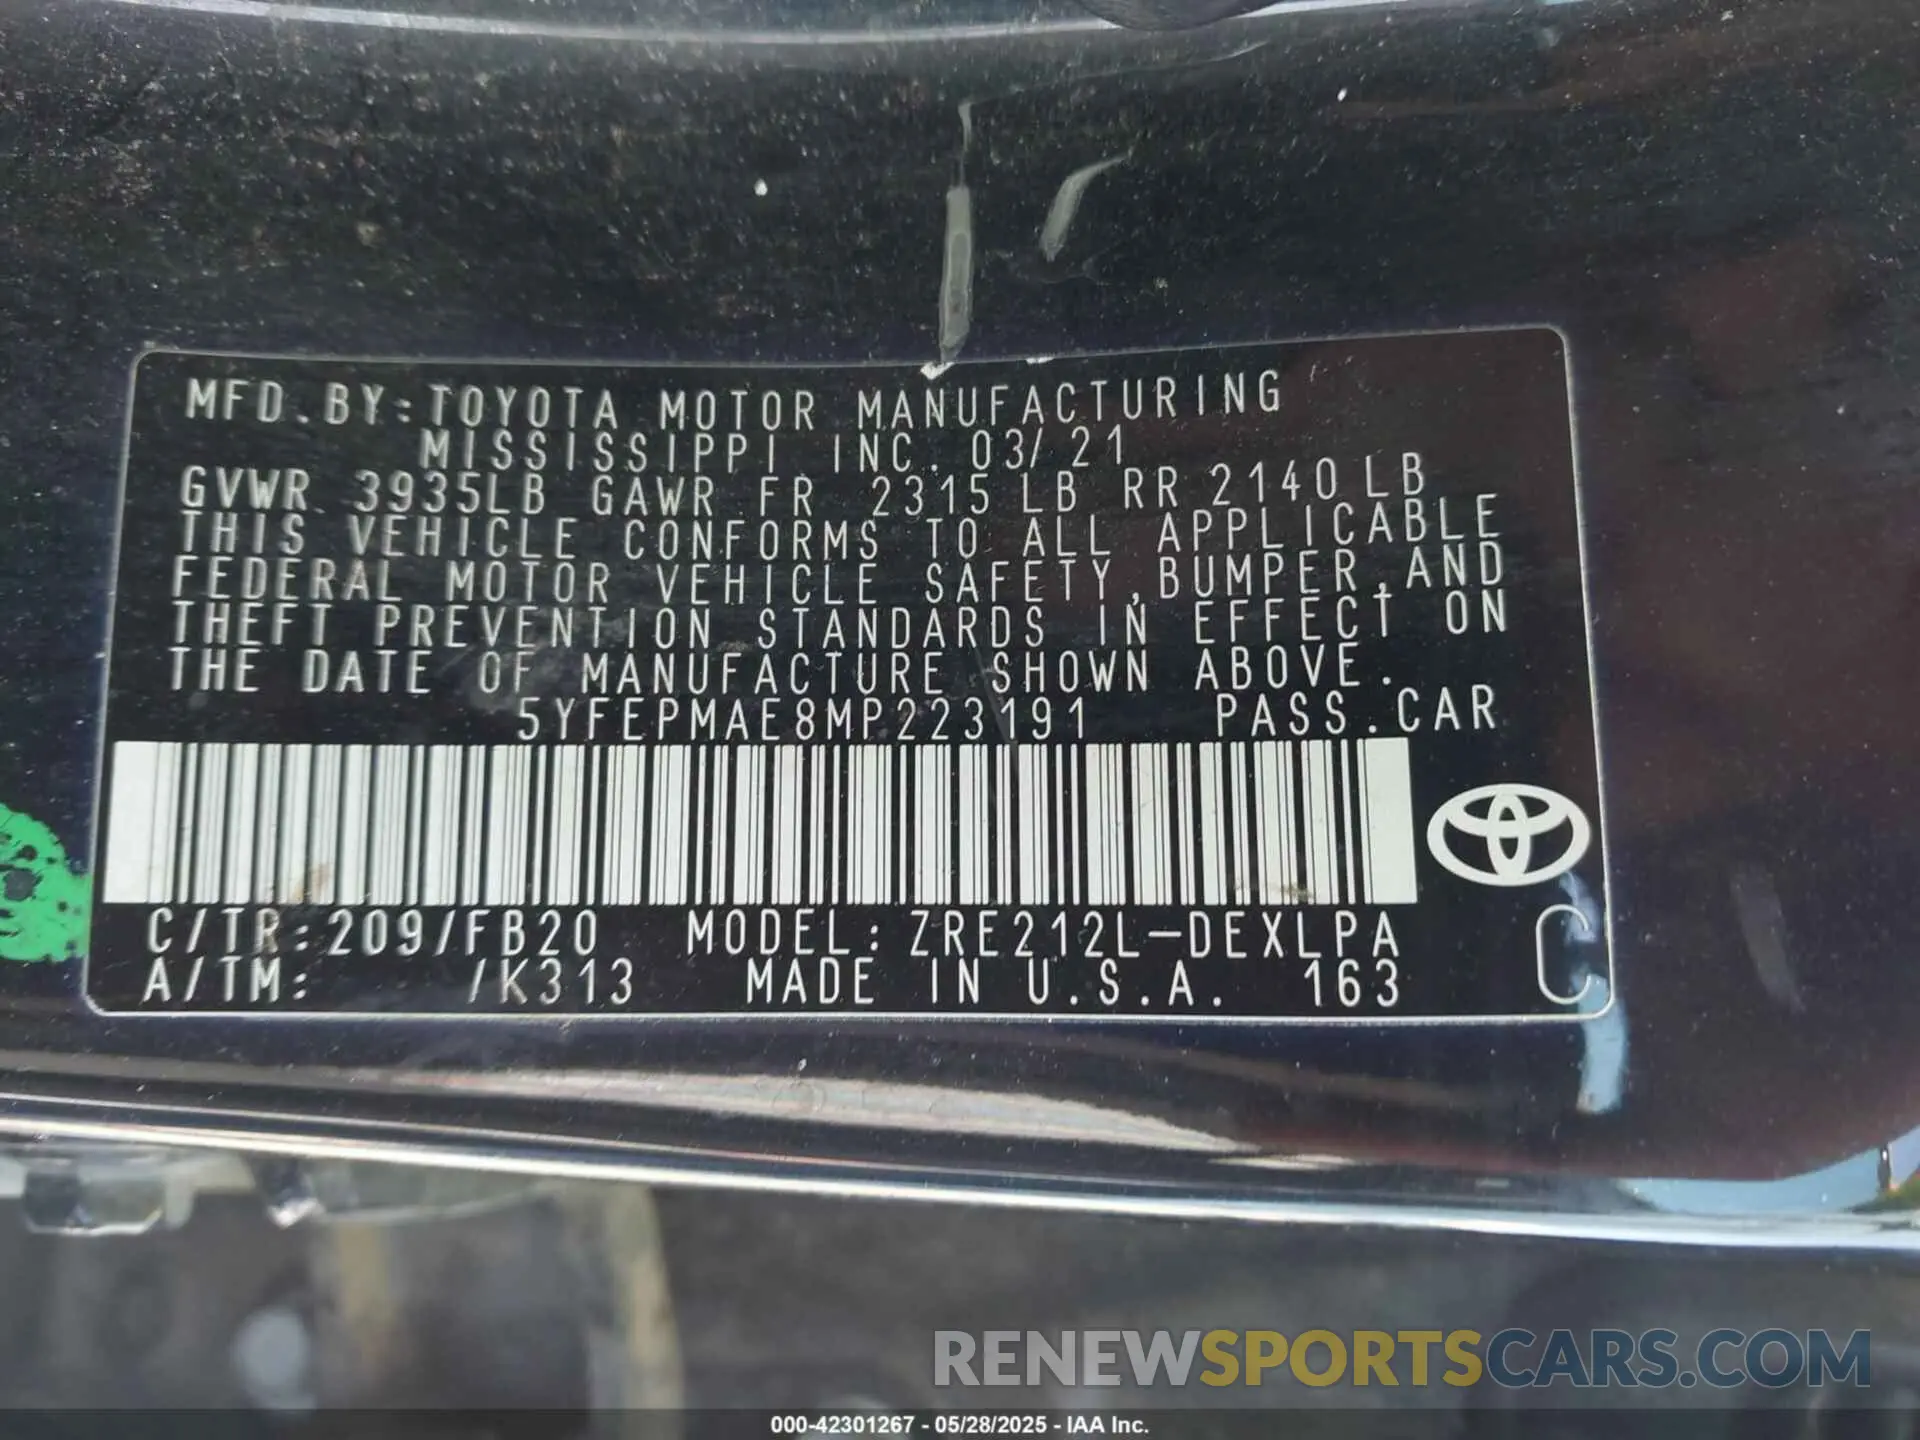 MFD.BY:TOYOTA MOTOR MANUFACTURING
MISSISSIPPI, INC. 03/21
GVWR 3935LB GAWR FR 2315 LB RR 2140 LB
THIS VEHICLE CONFORMS TO ALL APPLICABLE
FEDERAL MOTOR VEHICLE SAFETY,BUMPER,AND
THEFT PREVENTION STANDARDS IN EFFECT ON
THE DATE OF MANUFACTURE SHOWN ABOVE.
5YFEPMAE8MP223191 PASS.CAR
C/TR:209/FB20 MODEL:ZRE212L-DEXLPA
A/TM: /K313 MADE IN U.S.A. 163 C
RENEWSPORTSCARS.COM
000-42301267 - 05/28/2025 - IAA Inc.